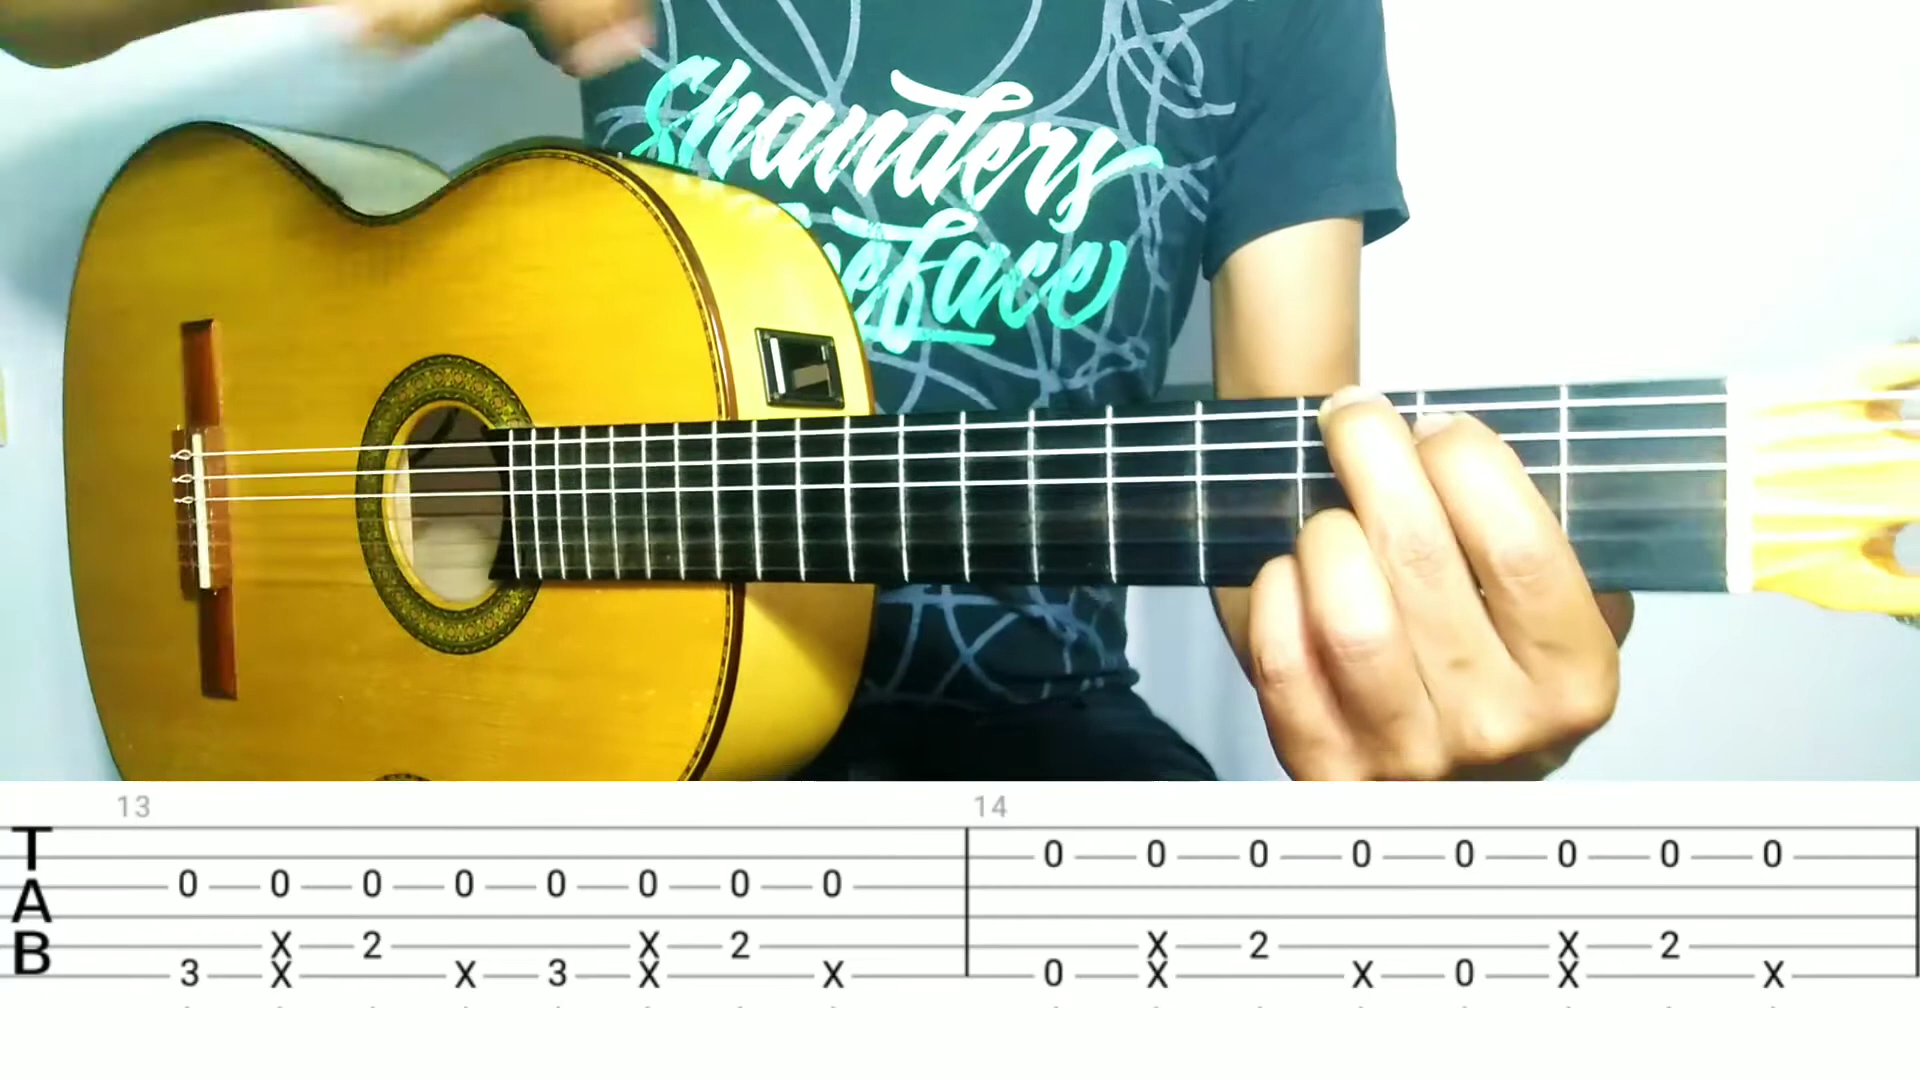 Shanders
face
13 14
T
A
B
0 0 0 0 0 0 0 0
0 0 0 0 0 0 0 0
X 2 X 2 X 2 X 2
3 X X 3 X X 0 X X 0 X X